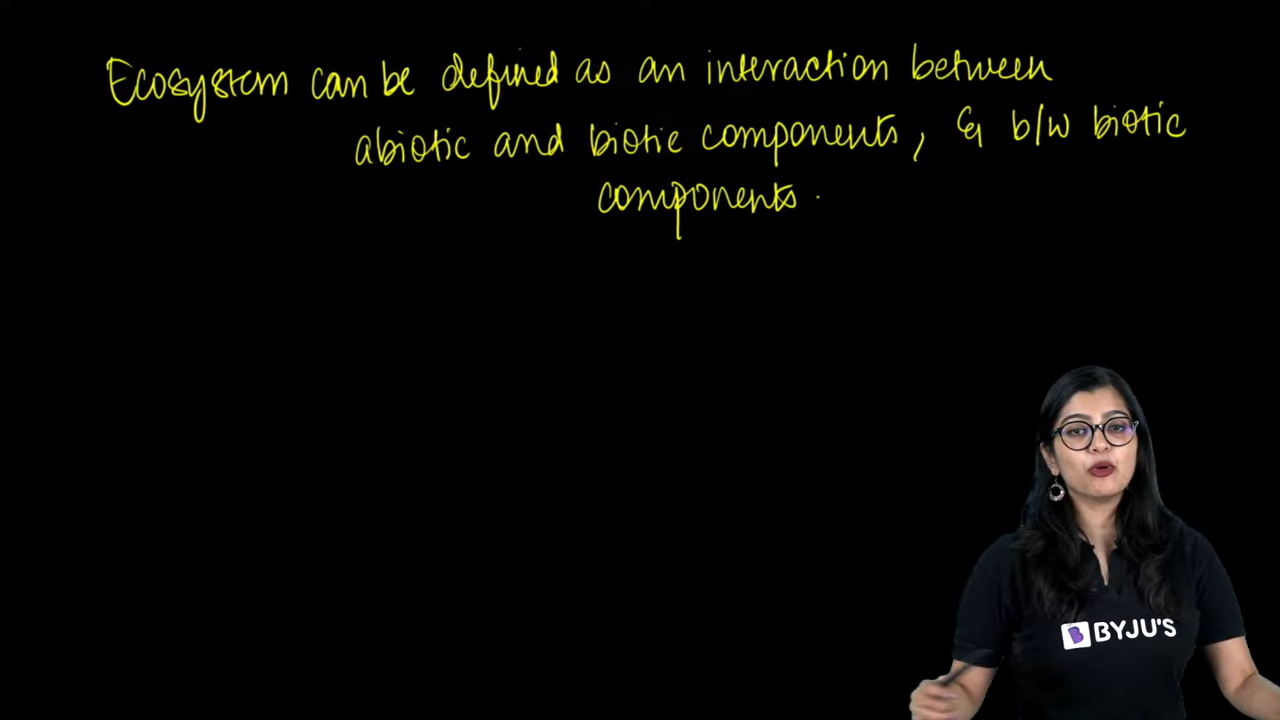 Ecosystem can be defined as an interaction between
abiotic and biotic components, & b/w biotic
components.
BYJU'S